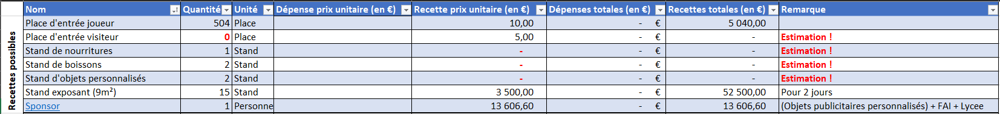 Nom Quantité Unité Dépense prix unitaire (en €) Recette prix unitaire (en €) Dépenses totales (en €) Recettes totales (en €) Remarque
Recettes possibles
Place d'entrée joueur 504 Place 10,00 - € 5 040,00
Place d'entrée visiteur 0 Place 5,00 - € - Estimation !
Stand de nourritures 1 Stand - - € - Estimation !
Stand de boissons 2 Stand - - € - Estimation !
Stand d'objets personnalisés 2 Stand - - € - Estimation !
Stand exposant (9m²) 15 Stand 3 500,00 - € 52 500,00 Pour 2 jours
Sponsor 1 Personne 13 606,60 - € 13 606,60 (Objets publicitaires personnalisés) + FAI + Lycee